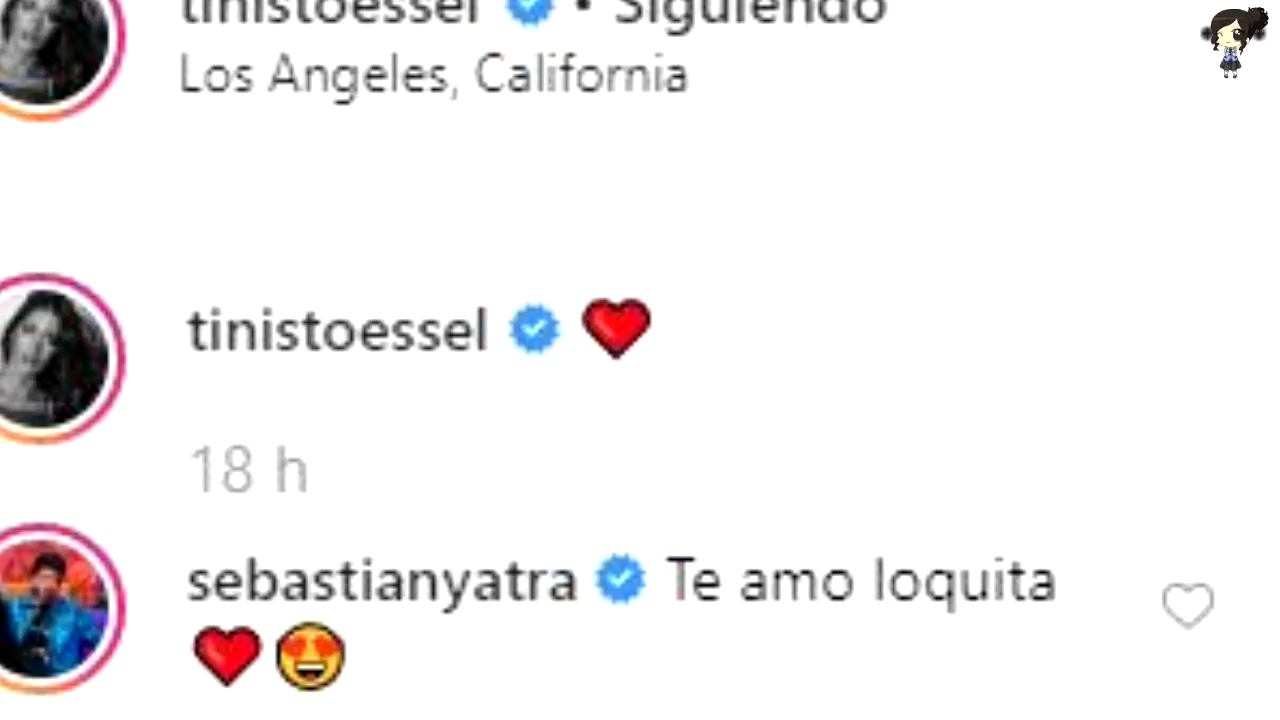 tinistoessel • Siguiendo
Los Angeles, California
tinistoessel ❤️
18 h
sebastianyatra Te amo loquita
❤️😍